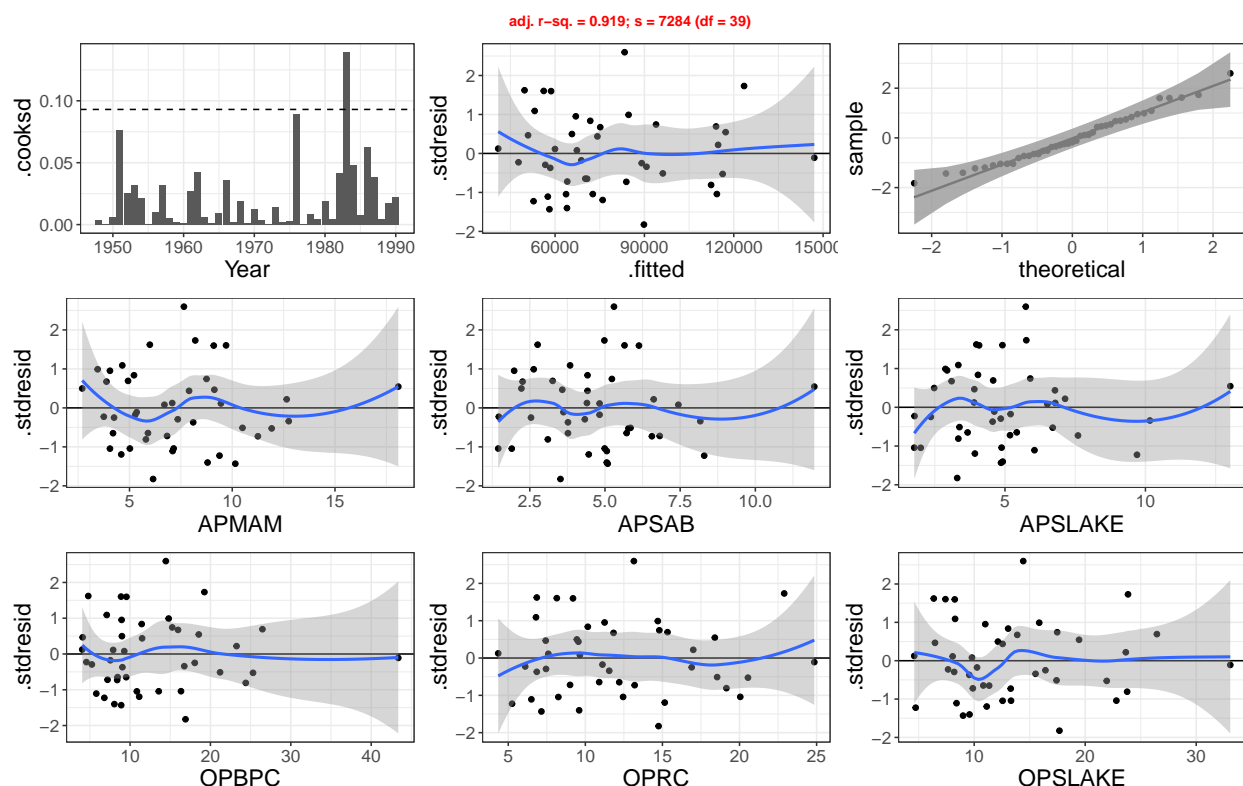 adj. r−sq. = 0.919; s = 7284 (df = 39)
.cooksd
0.10
0.05
0.00
1950 1960 1970 1980 1990
Year
.stdresid
2
1
0
−1
−2
60000 90000 120000 15000
.fitted
sample
2
0
−2
−2 −1 0 1 2
theoretical
.stdresid
2
1
0
−1
−2
5 10 15
APMAM
.stdresid
2
1
0
−1
−2
2.5 5.0 7.5 10.0
APSAB
.stdresid
2
1
0
−1
−2
5 10
APSLAKE
.stdresid
2
1
0
−1
−2
10 20 30 40
OPBPC
.stdresid
2
1
0
−1
−2
5 10 15 20 25
OPRC
.stdresid
2
1
0
−1
−2
10 20 30
OPSLAKE